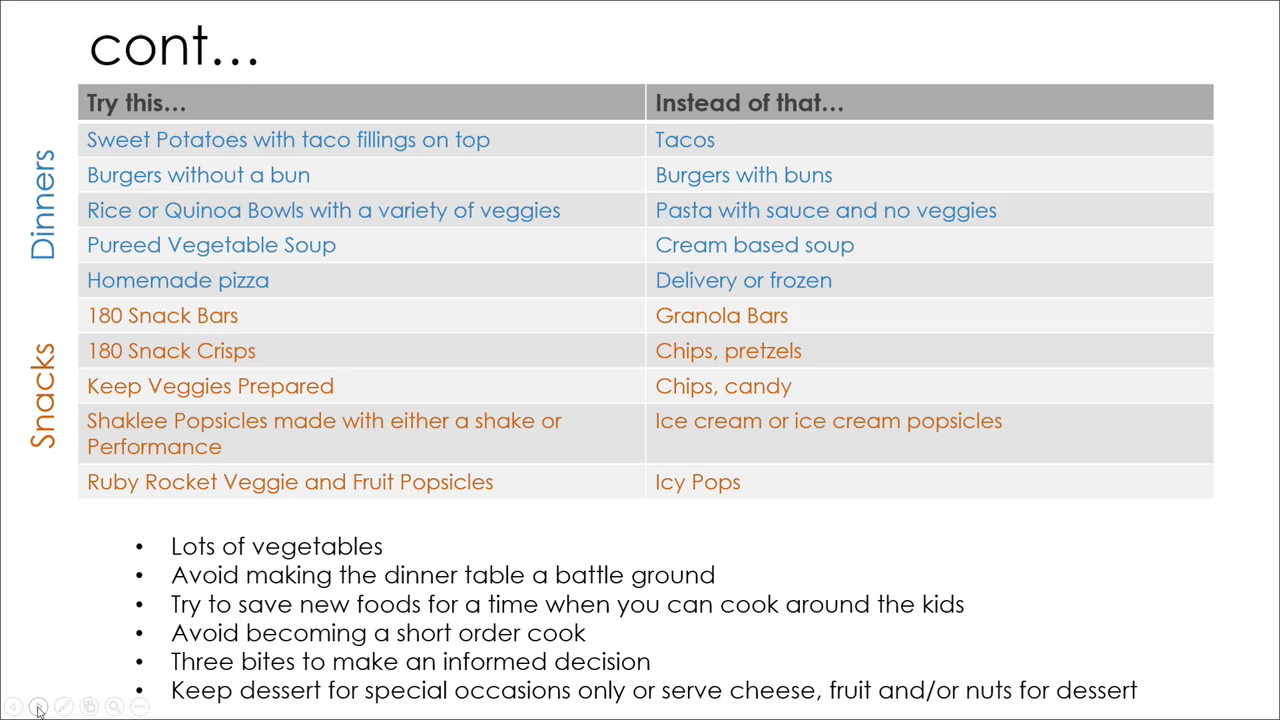 cont...
Try this... Instead of that...
Dinners
Sweet Potatoes with taco fillings on top Tacos
Burgers without a bun Burgers with buns
Rice or Quinoa Bowls with a variety of veggies Pasta with sauce and no veggies
Pureed Vegetable Soup Cream based soup
Homemade pizza Delivery or frozen
Snacks
180 Snack Bars Granola Bars
180 Snack Crisps Chips, pretzels
Keep Veggies Prepared Chips, candy
Shaklee Popsicles made with either a shake or Ice cream or ice cream popsicles
Performance
Ruby Rocket Veggie and Fruit Popsicles Icy Pops
• Lots of vegetables
• Avoid making the dinner table a battle ground
• Try to save new foods for a time when you can cook around the kids
• Avoid becoming a short order cook
• Three bites to make an informed decision
• Keep dessert for special occasions only or serve cheese, fruit and/or nuts for dessert